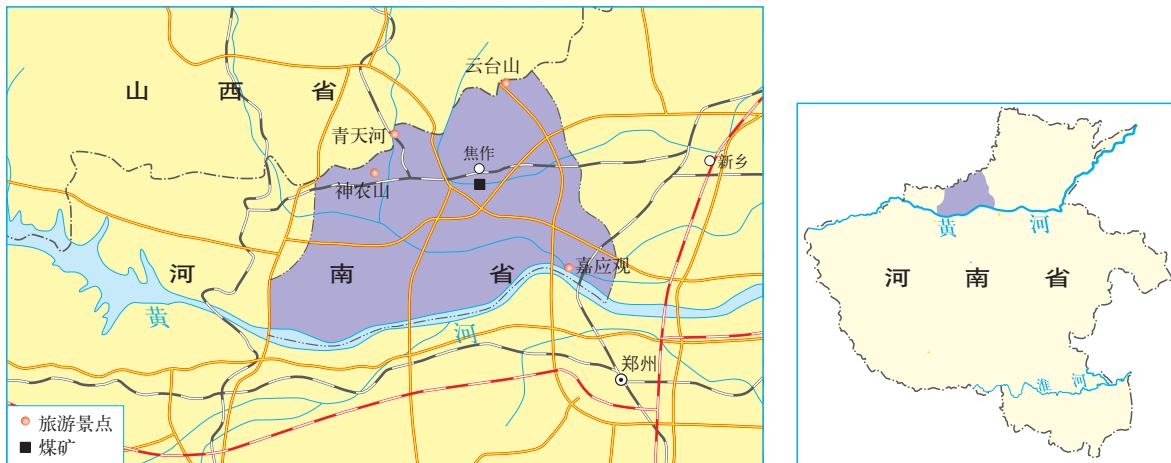 云台山
山西省
青天河
焦作
新乡
神农山
嘉应观
河南省
黄河
郑州
旅游景点
煤矿
黄河
河南省
淮河